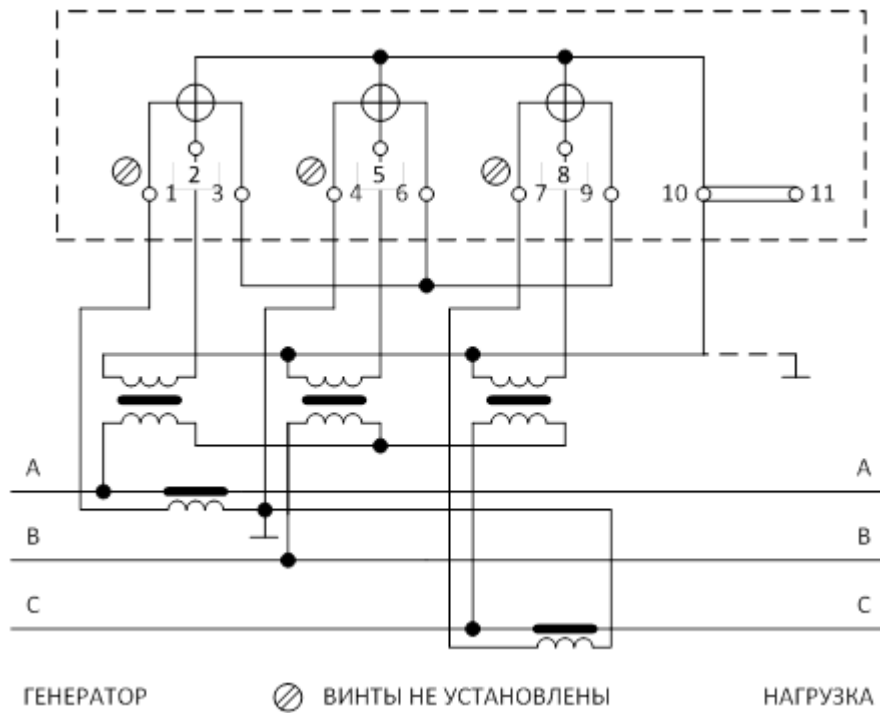 2 5 8
1 3 4 6 7 9 10 11
A A
B B
C C
ГЕНЕРАТОР ВИНТЫ НЕ УСТАНОВЛЕНЫ НАГРУЗКА